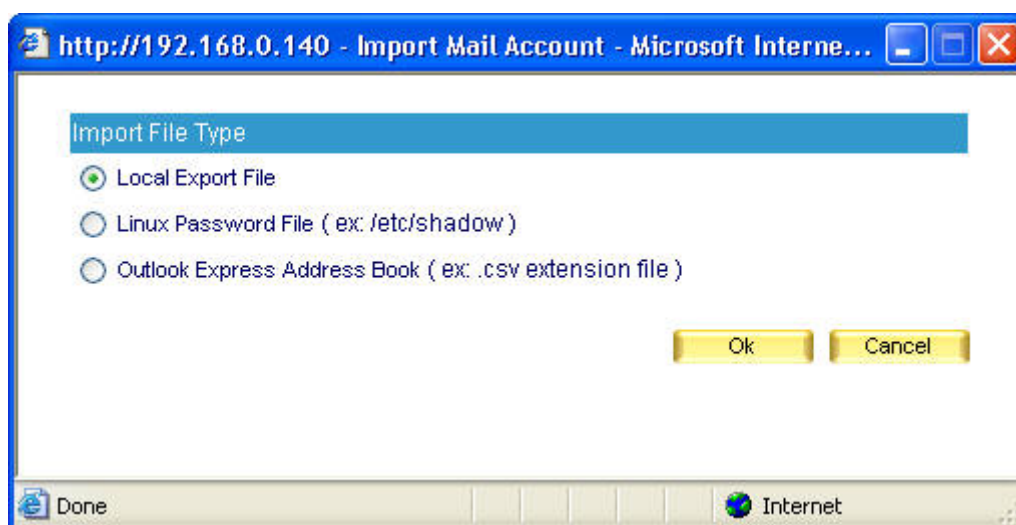 http://192.168.0.140 - Import Mail Account - Microsoft Interne...
Import File Type
Local Export File
Linux Password File ( ex: /etc/shadow )
Outlook Express Address Book ( ex: .csv extension file )
Ok Cancel
Done Internet